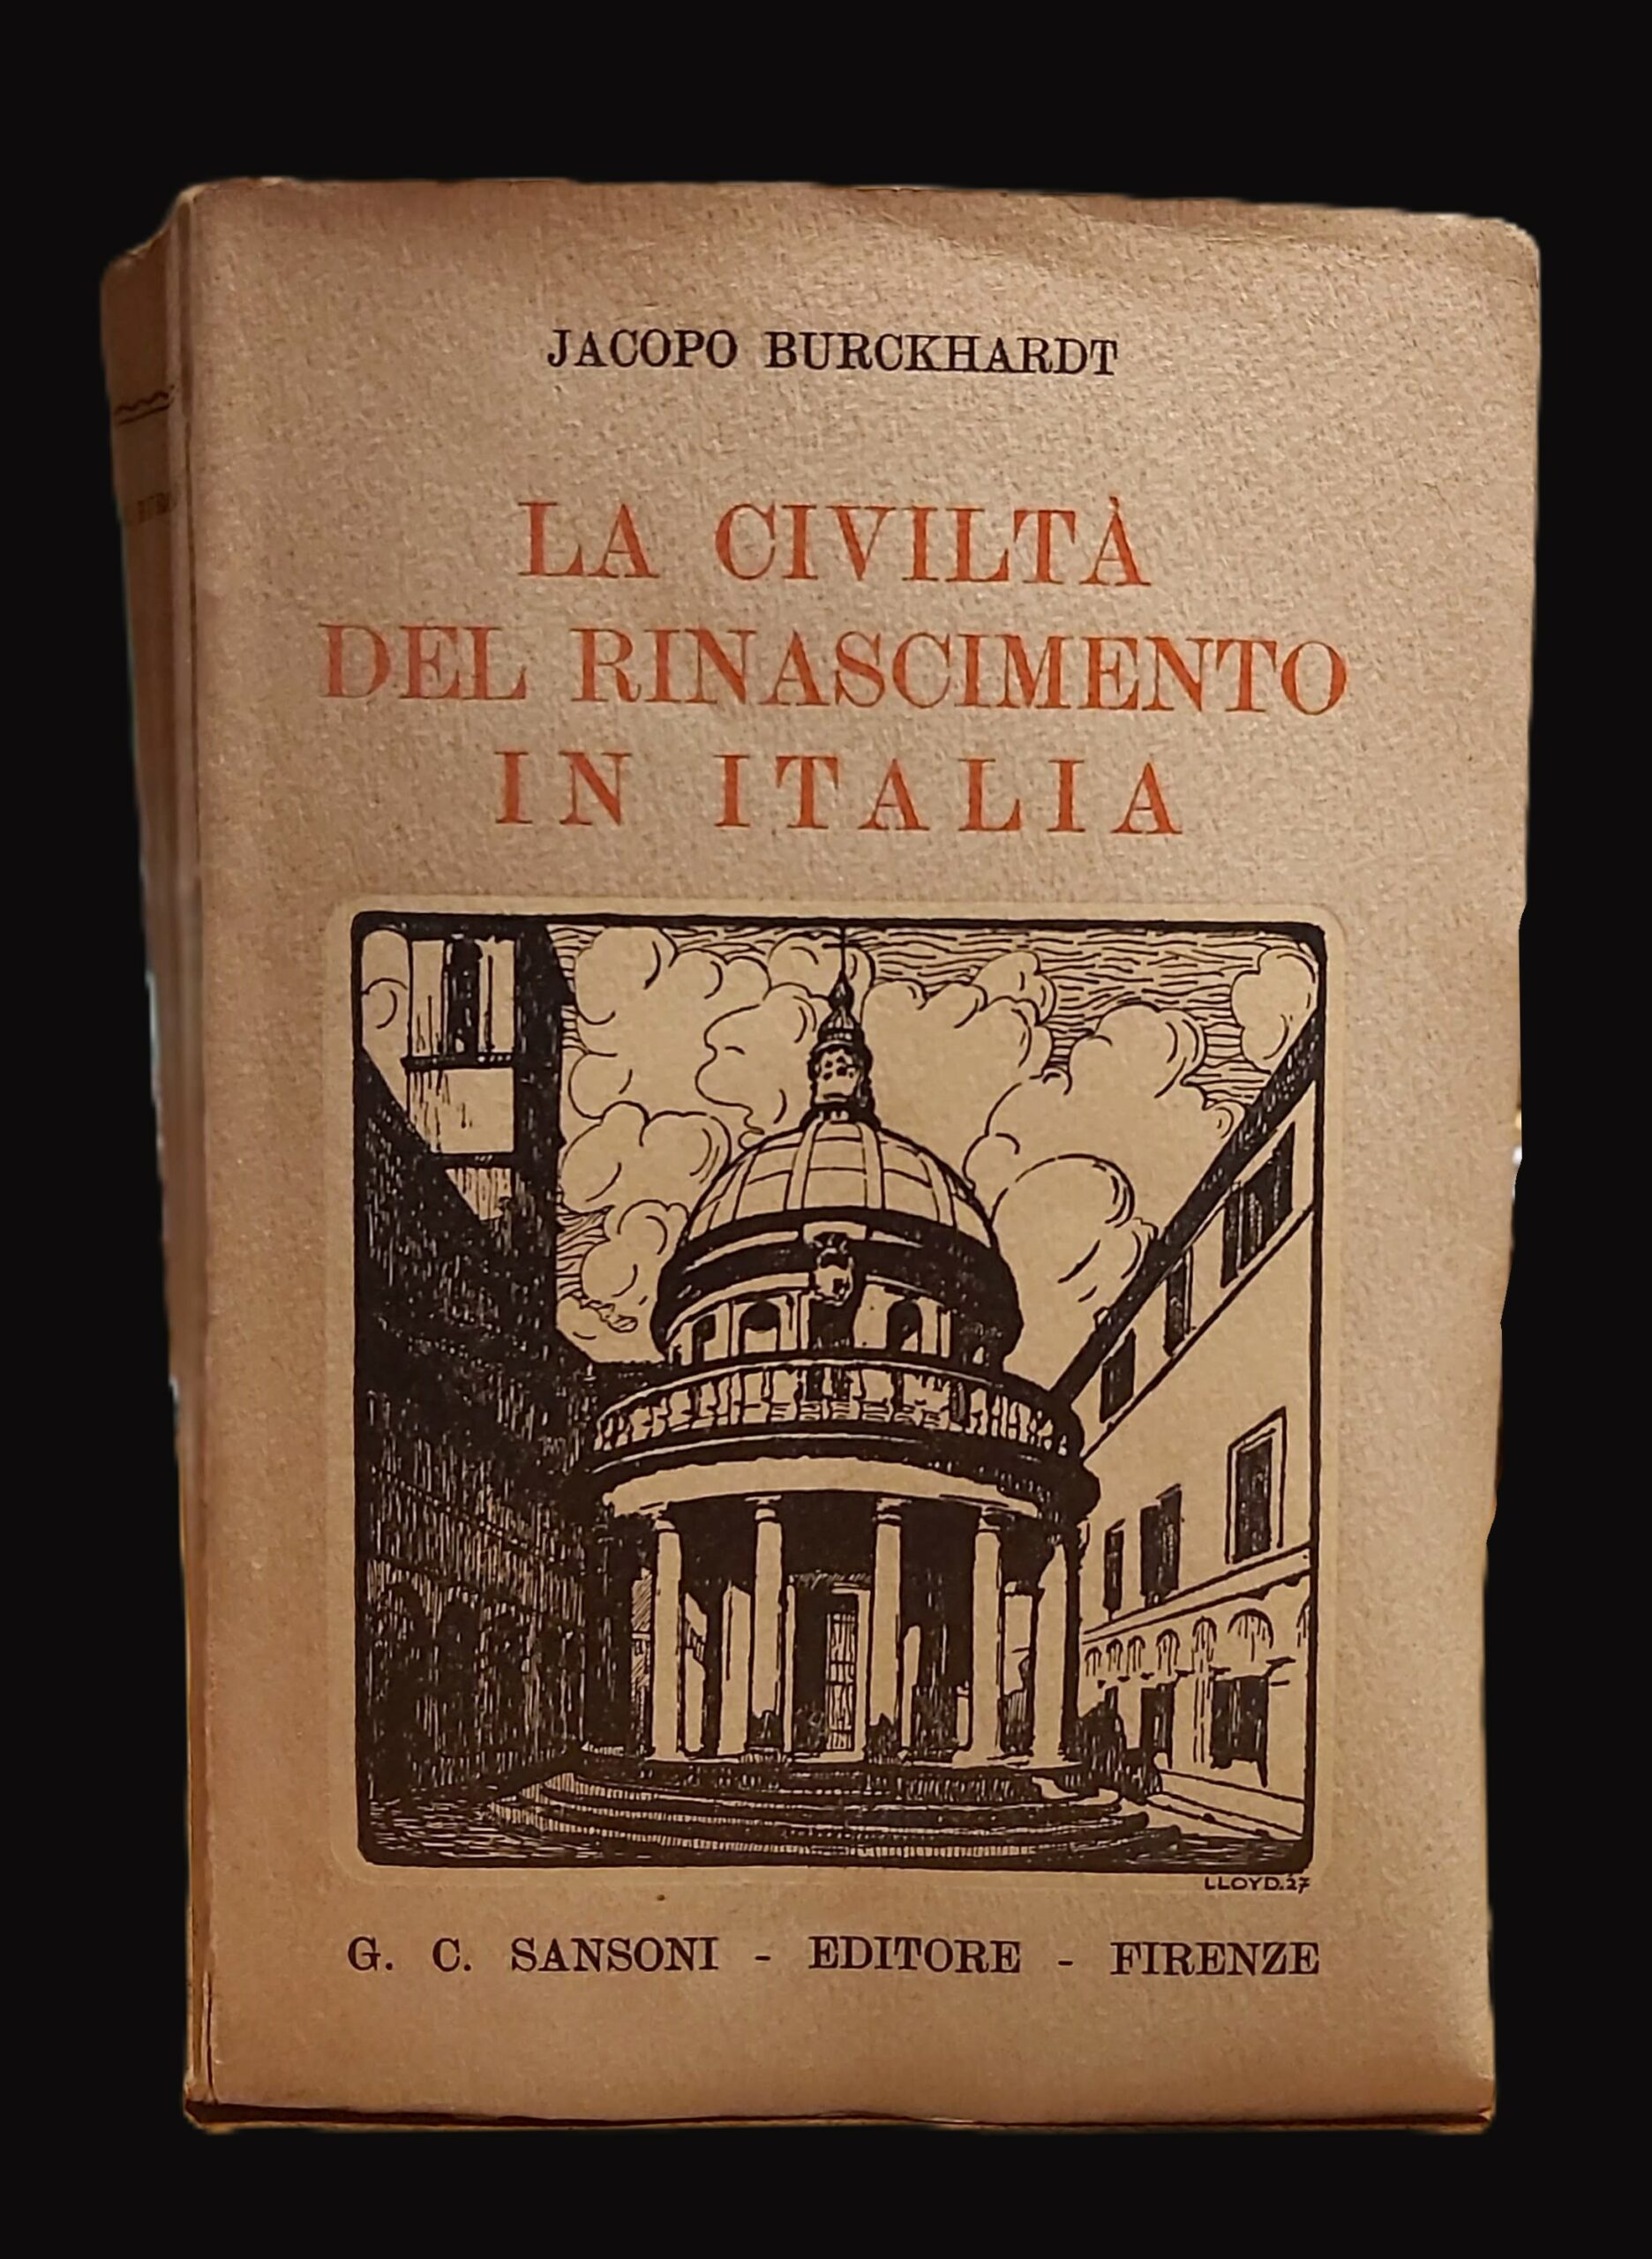 JACOPO BURCKHARDT
LA CIVILTÀ
DEL RINASCIMENTO
IN ITALIA
LLOYD.27
G. C. SANSONI - EDITORE - FIRENZE